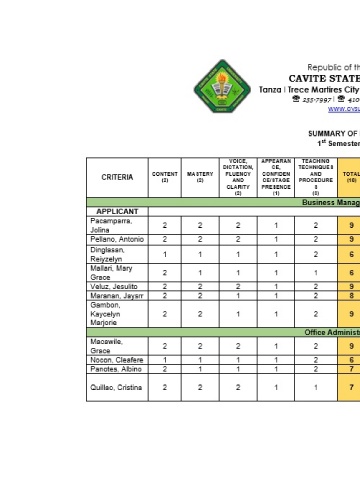 Republic of th
CAVITE STATE
Tanza | Trece Martires City
☎ 235-7997 | ☎ 410
www.cvsu
SUMMARY OF
1st Semester
CRITERIA CONTENT (2) MASTERY (2) VOICE, DICTATION, FLUENCY AND CLARITY (2) APPEARAN CE, CONFIDEN CE/STAGE PRESENCE (1) TEACHING TECHNIQUES AND PROCEDURE S (3) TOTAL (10)
Business Manag
APPLICANT
Pacamparra, Jolina 2 2 2 1 2 9
Pellano, Antonio 2 2 2 1 2 9
Dinglasan, Reiyzelyn 1 1 1 1 2 6
Mallari, Mary Grace 2 1 1 1 1 6
Veluz, Jesulito 2 2 2 1 2 9
Maranan, Jaysrr 2 2 1 1 2 8
Gambon, Kaycelyn Marjorie 2 2 1 1 2 9
Office Administ
Macawile, Grace 2 2 2 1 2 9
Nocon, Cleafere 1 1 1 1 2 6
Panotes, Albino 2 1 1 1 2 7
Quillao, Cristina 2 2 2 1 1 7